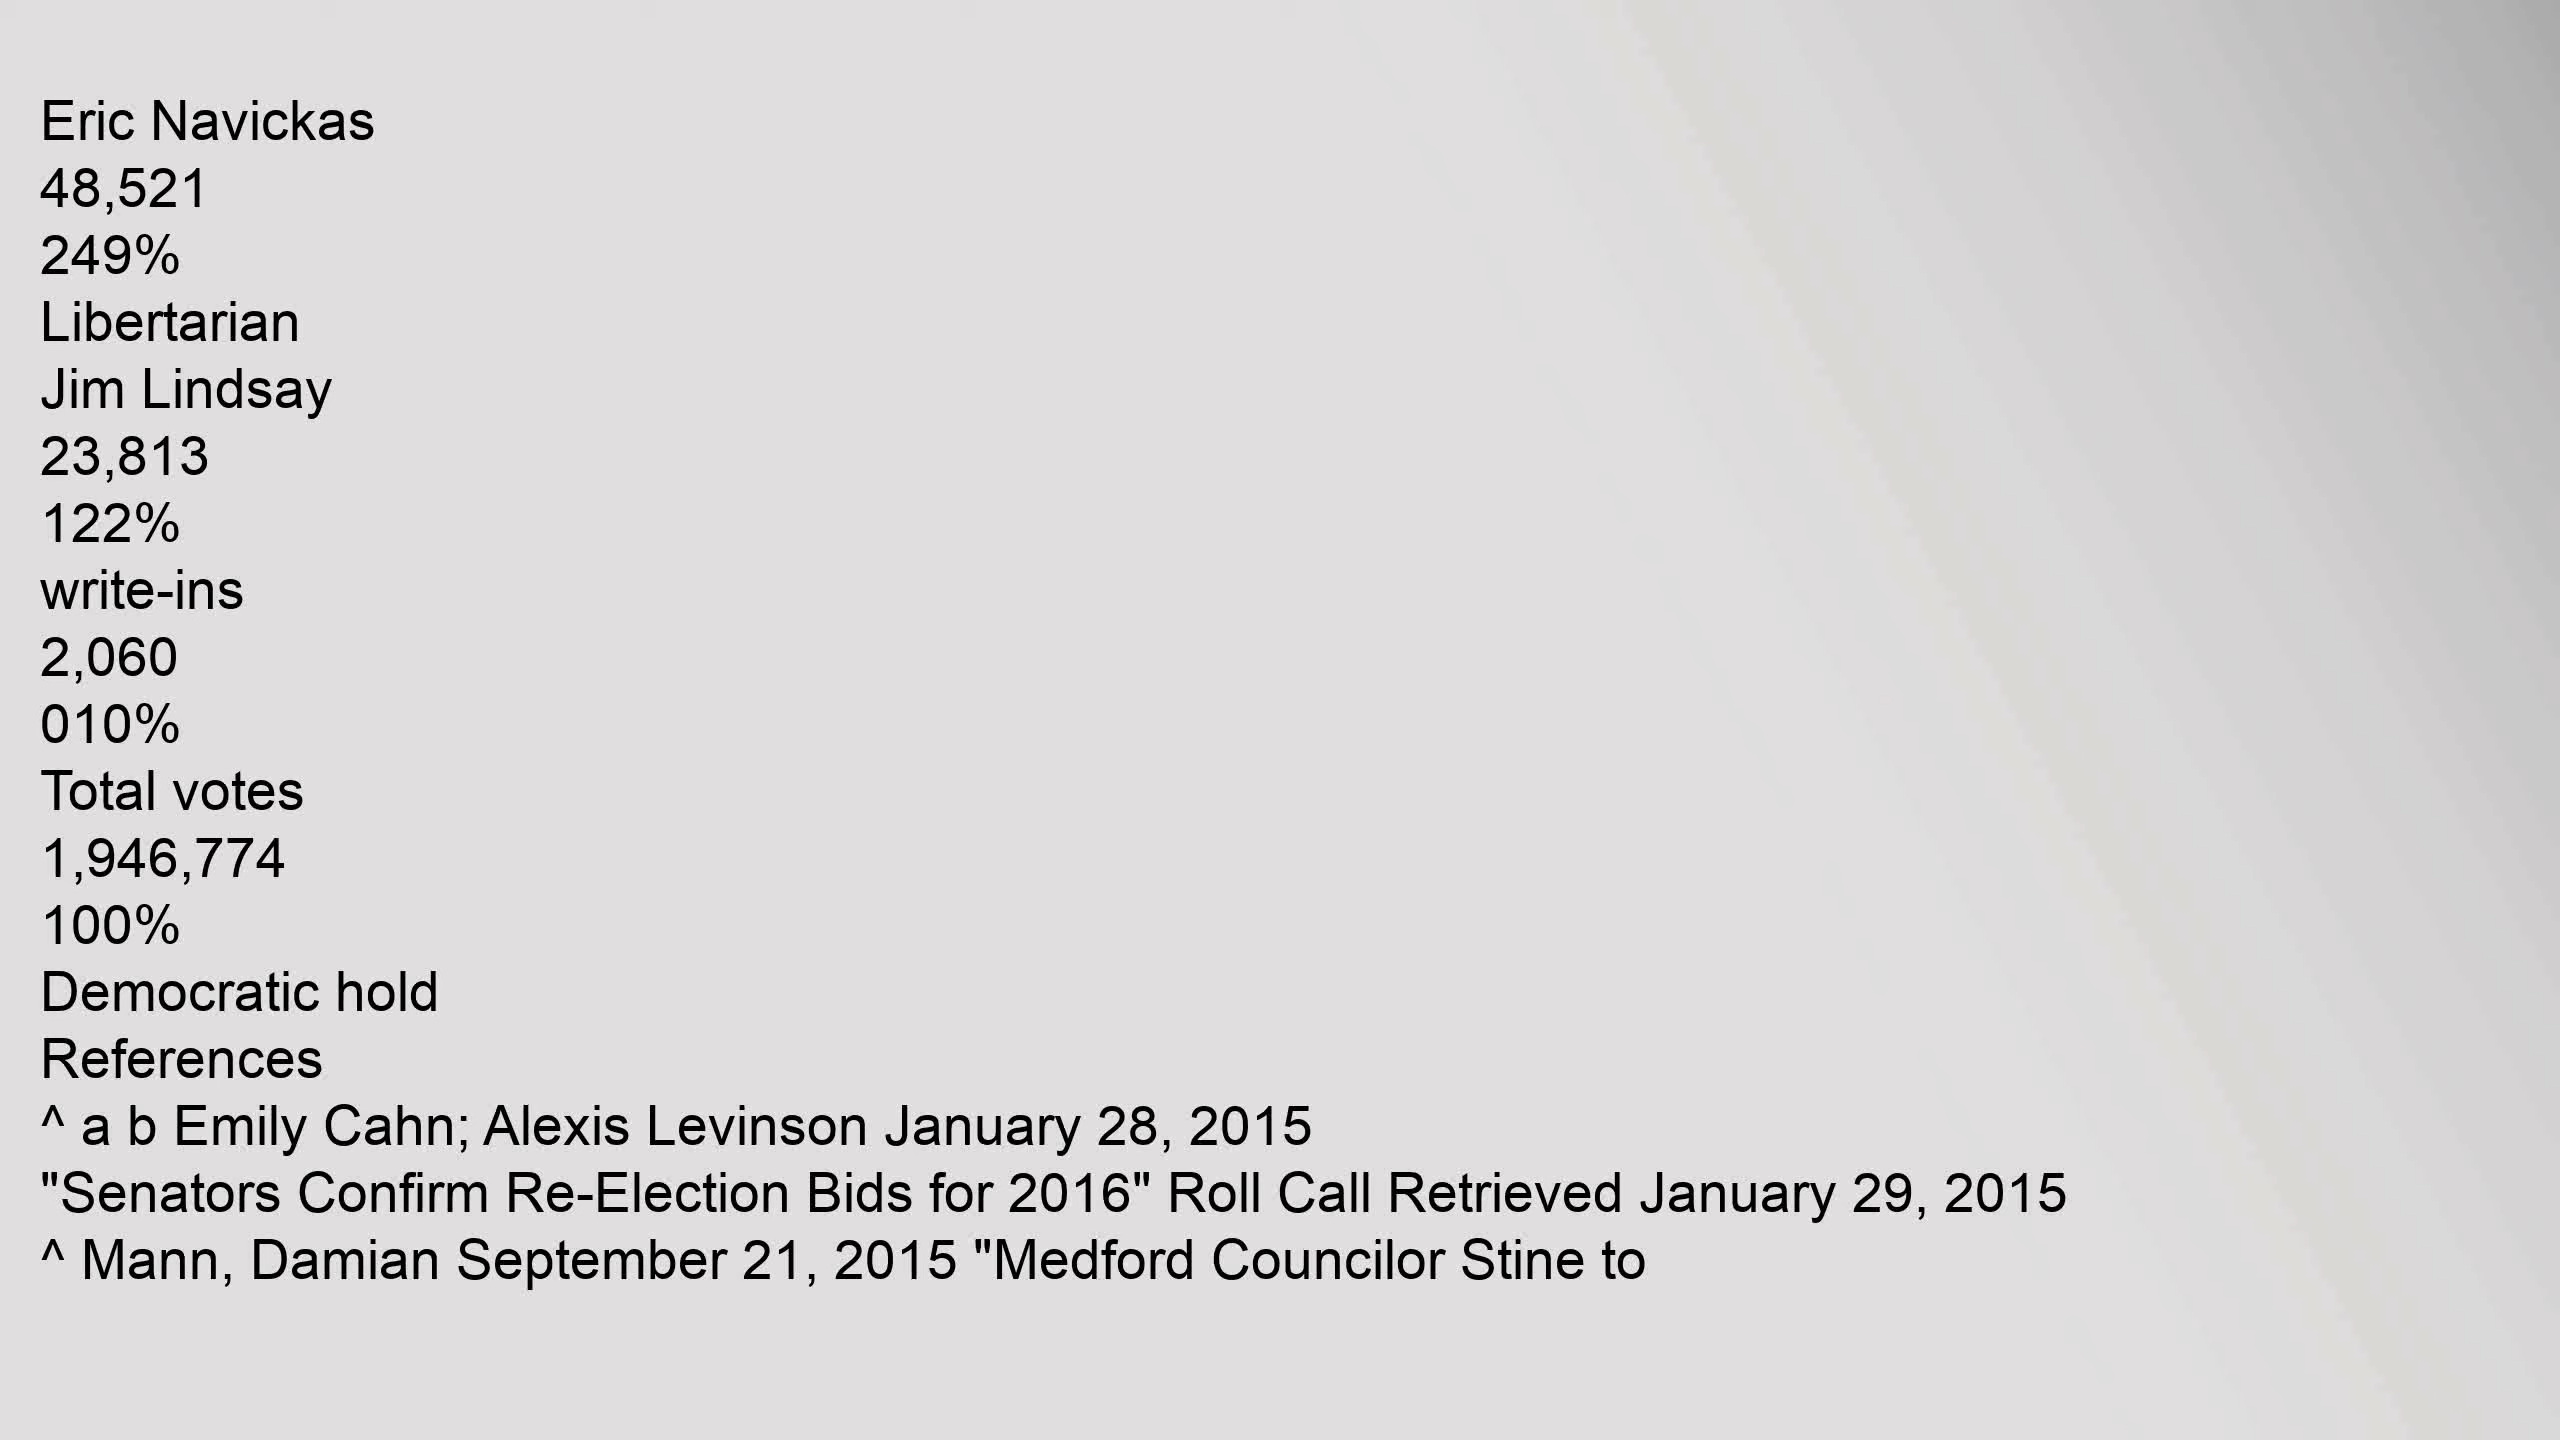 Eric Navickas
48,521
249%
Libertarian
Jim Lindsay
23,813
122%
write-ins
2,060
010%
Total votes
1,946,774
100%
Democratic hold
References
^ a b Emily Cahn; Alexis Levinson January 28, 2015
"Senators Confirm Re-Election Bids for 2016" Roll Call Retrieved January 29, 2015
^ Mann, Damian September 21, 2015 "Medford Councilor Stine to